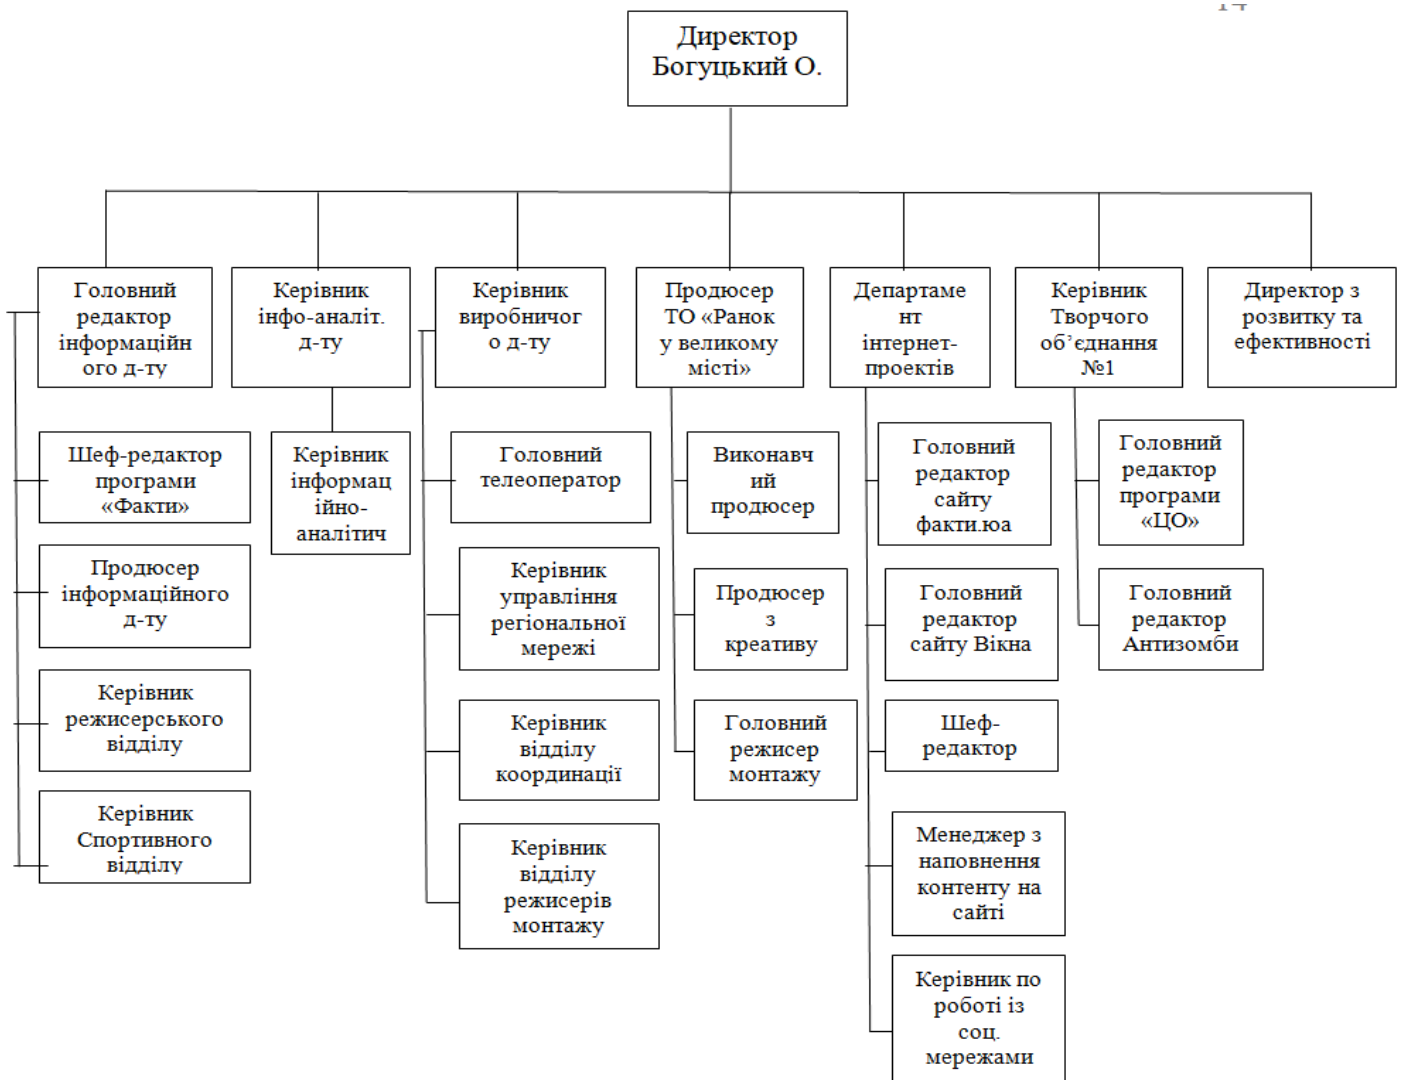 14
Директор
Богуцький О.
Головний
редактор
інформаційн
ого д-ту
Керівник
інфо-аналіт.
д-ту
Керівник
виробничог
о д-ту
Продюсер
ТО «Ранок
у великому
місті»
Департаме
нт
інтернет-
проектів
Керівник
Творчого
об’єднання
№1
Директор з
розвитку та
ефективності
Шеф-редактор
програми
«Факти»
Продюсер
інформаційного
д-ту
Керівник
режисерського
відділу
Керівник
Спортивного
відділу
Керівник
інформац
ійно-
аналітич
Головний
телеоператор
Керівник
управління
регіональної
мережі
Керівник
відділу
координації
Керівник
відділу
режисерів
монтажу
Виконавч
ий
продюсер
Продюсер
з
креативу
Головний
режисер
монтажу
Головний
редактор
сайту
факти.юа
Головний
редактор
сайту Вікна
Шеф-
редактор
Менеджер з
наповнення
контенту на
сайті
Керівник по
роботі із
соц.
мережами
Головний
редактор
програми
«ЦО»
Головний
редактор
Антизомби